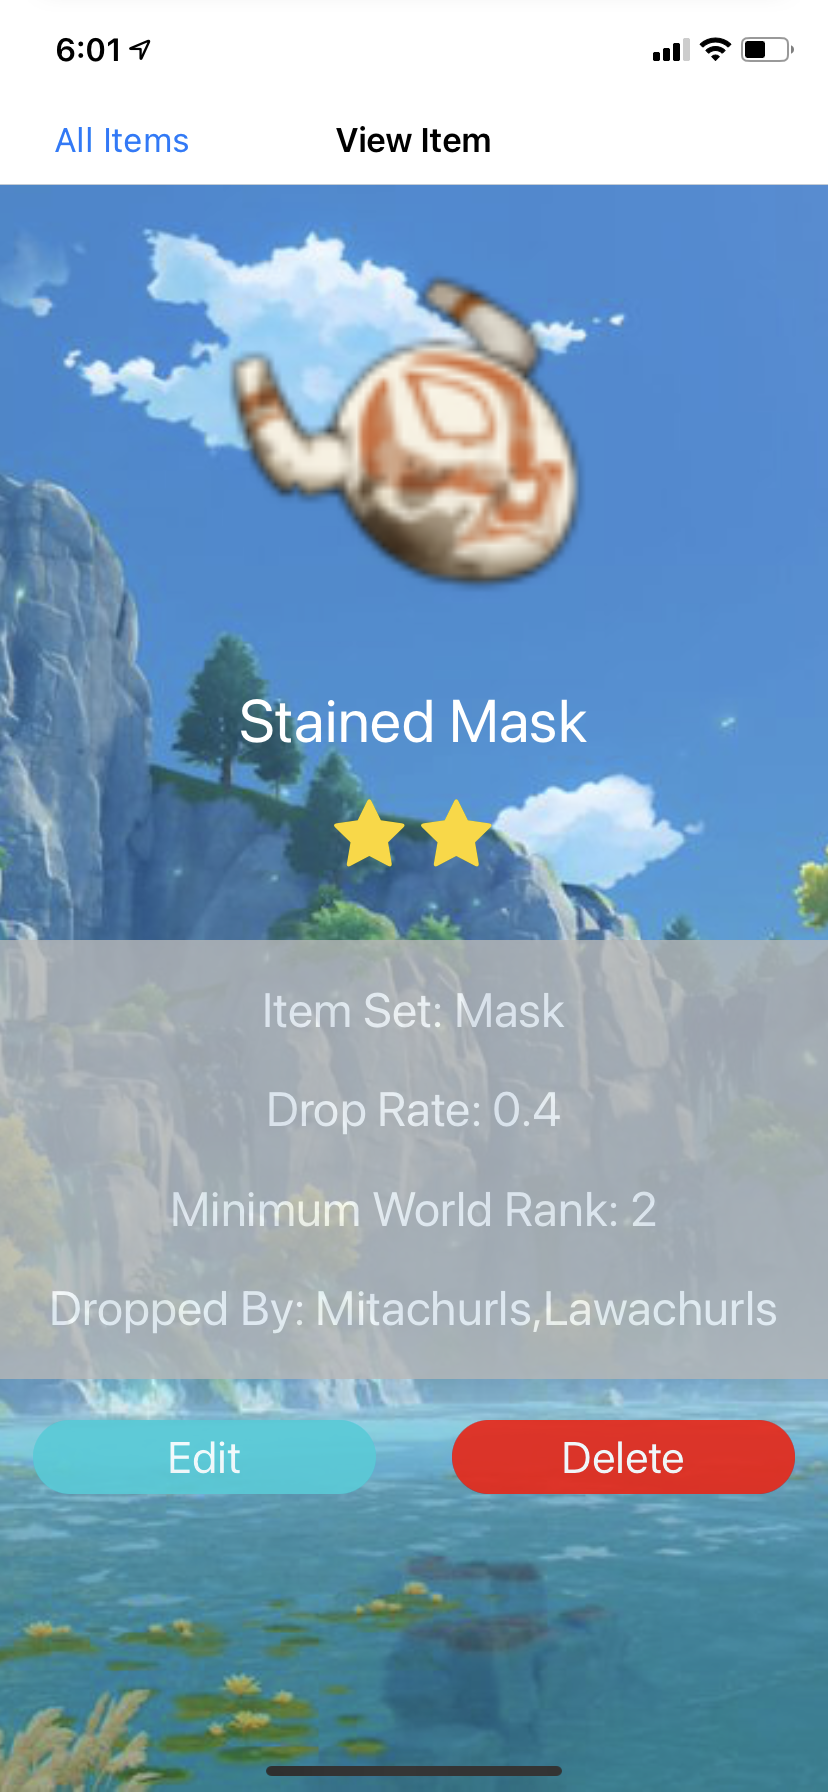 6:01
All Items
View Item
Stained Mask
Item Set: Mask
Drop Rate: 0.4
Minimum World Rank: 2
Dropped By: Mitachurls,Lawachurls
Edit
Delete